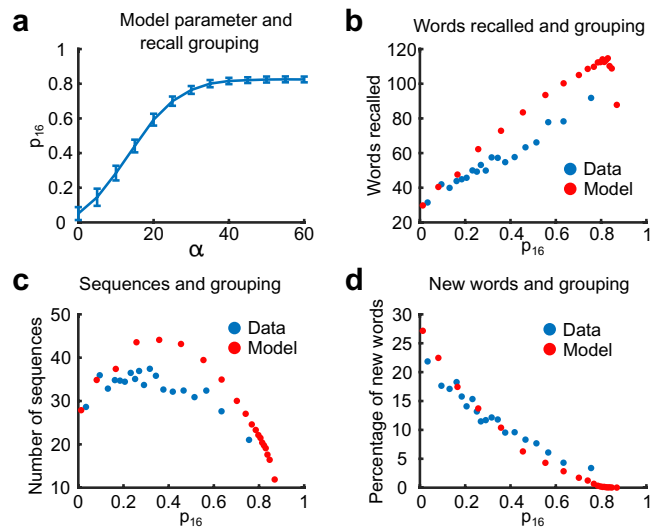 a
Model parameter and
recall grouping
1
0.8
0.6
0.4
0.2
0
0 20 40 60
p16
α
b
Words recalled and grouping
120
100
80
60
40
20
0 0.2 0.4 0.6 0.8 1
Words recalled
p16
Data
Model
c
Sequences and grouping
50
40
30
20
10
0 0.2 0.4 0.6 0.8 1
Number of sequences
p16
Data
Model
d
New words and grouping
30
25
20
15
10
5
0
0 0.2 0.4 0.6 0.8 1
Percentage of new words
p16
Data
Model